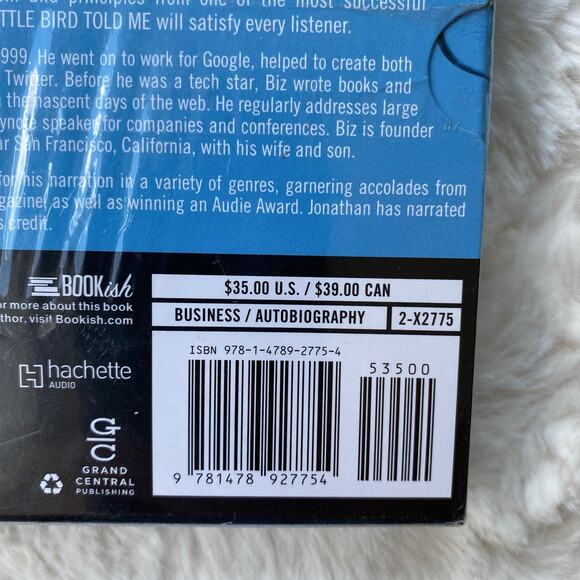 and principles from one of the most successful
TTLE BIRD TOLD ME will satisfy every listener.
1999. He went on to work for Google, helped to create both
Twitter. Before he was a tech star, Biz wrote books and
the nascent days of the web. He regularly addresses large
keynote speaker for companies and conferences. Biz is founder
ar San Francisco, California, with his wife and son.
for his narration in a variety of genres, garnering accolades from
gazine, as well as winning an Audie Award. Jonathan has narrated
s credit.
BOOKish
or more about this book
thor, visit Bookish.com
hachette
AUDIO
GRAND
CENTRAL
PUBLISHING
$35.00 U.S. / $39.00 CAN
BUSINESS / AUTOBIOGRAPHY 2-X2775
ISBN 978-1-4789-2775-4
53500
9 781478 927754